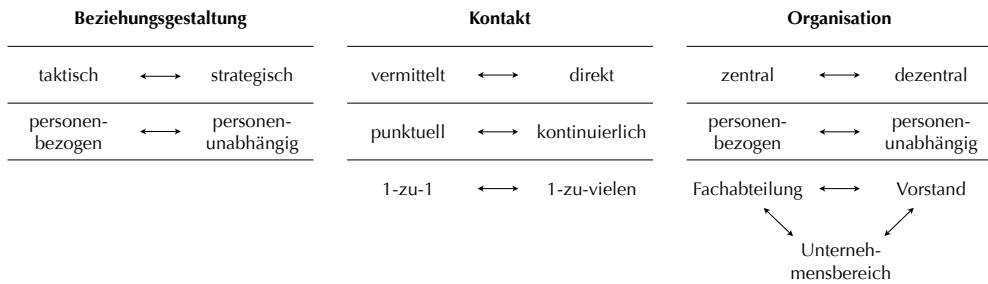 Beziehungsgestaltung
taktisch strategisch
personen- personen-
bezogen unabhängig
Kontakt
vermittelt direkt
punktuell kontinuierlich
1-zu-1 1-zu-vielen
Organisation
zentral dezentral
personen- personen-
bezogen unabhängig
Fachabteilung Vorstand
Unterneh-
mensbereich